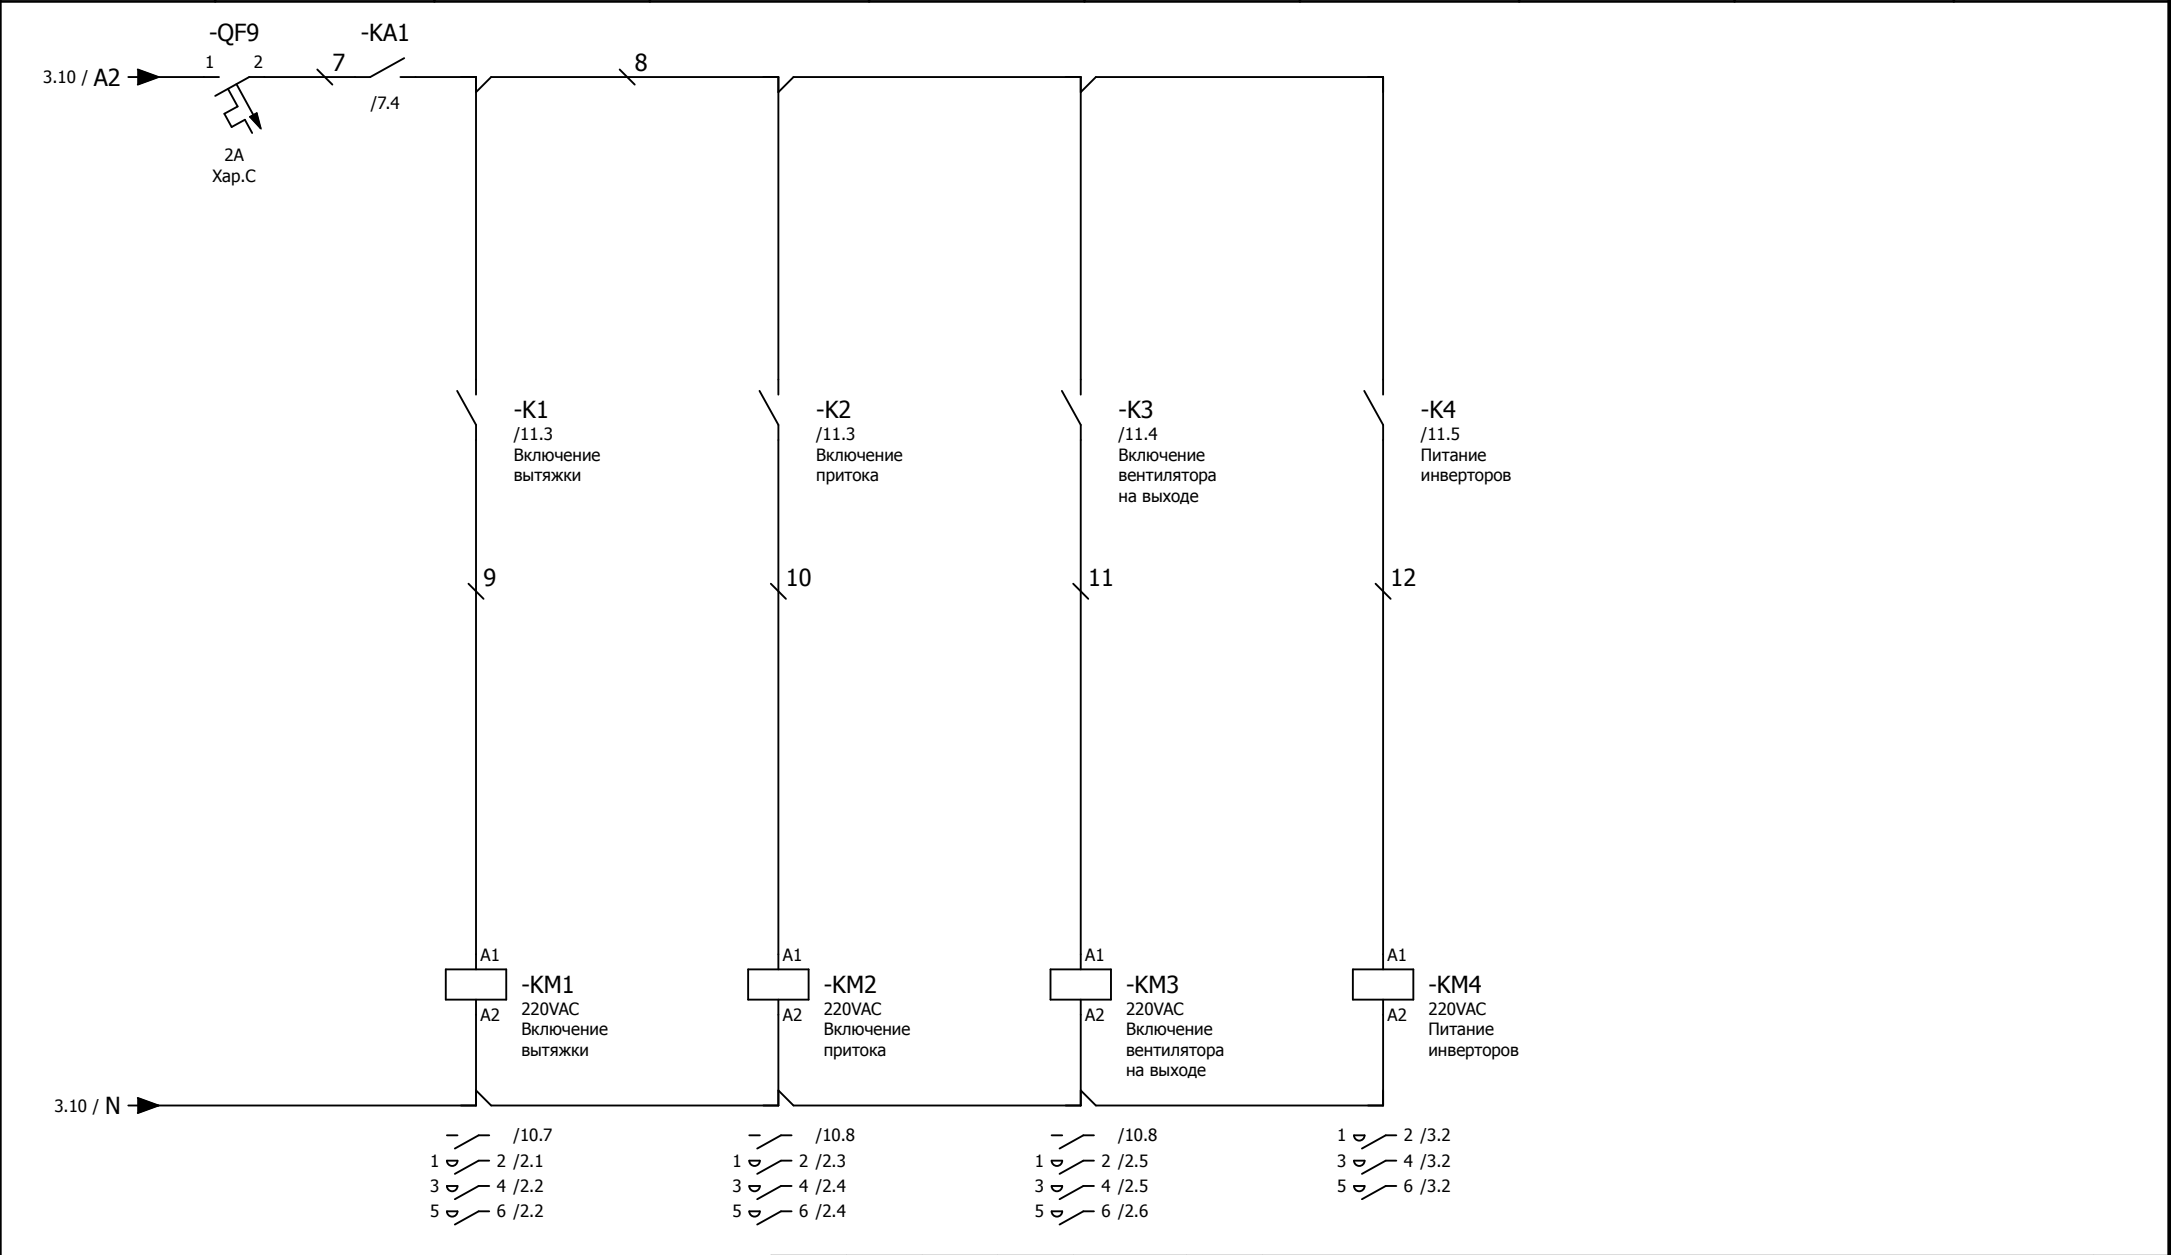 -QF9
-KA1
1
2
7
8
3.10 / A2
/7.4
2A
Хар.С
-K1
/11.3
Включение
вытяжки
-K2
/11.3
Включение
притока
-K3
/11.4
Включение
вентилятора
на выходе
-K4
/11.5
Питание
инверторов
9
10
11
12
A1
-KM1
220VAC
A2
Включение
вытяжки
A1
-KM2
220VAC
A2
Включение
притока
A1
-KM3
220VAC
A2
Включение
вентилятора
на выходе
A1
-KM4
220VAC
A2
Питание
инверторов
3.10 / N
/10.7
1 2 /2.1
3 4 /2.2
5 6 /2.2
/10.8
1 2 /2.3
3 4 /2.4
5 6 /2.4
/10.8
1 2 /2.5
3 4 /2.5
5 6 /2.6
1 2 /3.2
3 4 /3.2
5 6 /3.2